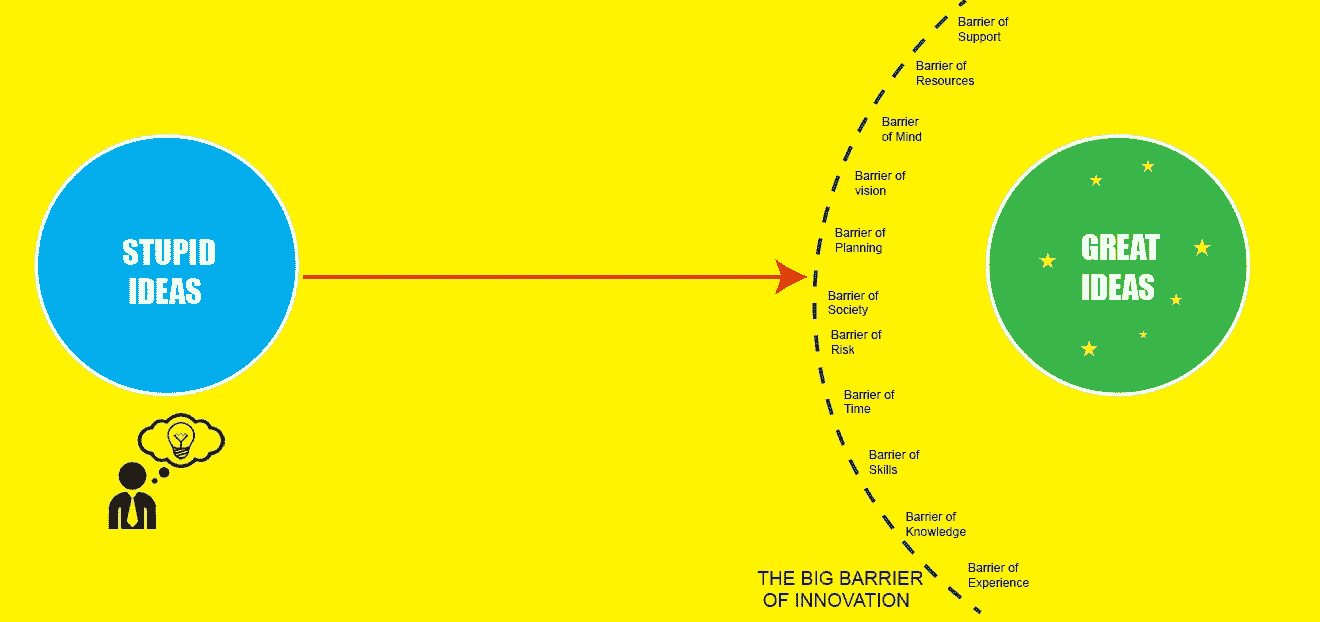 STUPID
IDEAS
Barrier of
Support
Barrier of
Resources
Barrier
of Mind
Barrier of
vision
Barrier of
Planning
Barrier of
Society
Barrier of
Risk
Barrier of
Time
Barrier of
Skills
Barrier of
Knowledge
Barrier of
Experience
THE BIG BARRIER
OF INNOVATION
GREAT
IDEAS